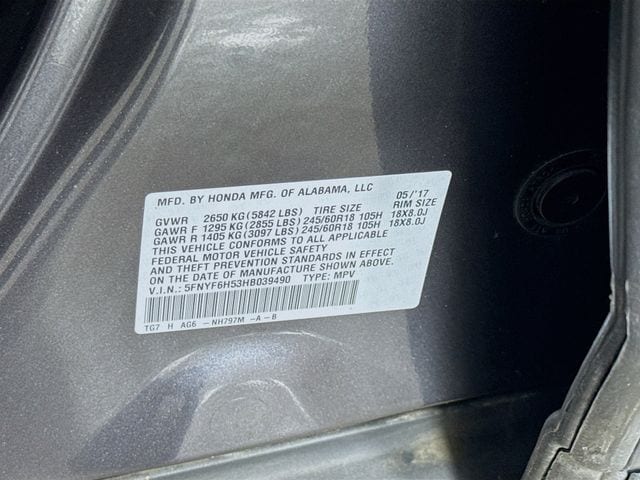 MFD. BY HONDA MFG. OF ALABAMA, LLC 05/'17
GVWR 2650 KG (5842 LBS) TIRE SIZE RIM SIZE
GAWR F 1295 KG (2855 LBS) 245/60R18 105H 18X8.0J
GAWR R 1405 KG (3097 LBS) 245/60R18 105H 18X8.0J
THIS VEHICLE CONFORMS TO ALL APPLICABLE
FEDERAL MOTOR VEHICLE SAFETY
AND THEFT PREVENTION STANDARDS IN EFFECT
ON THE DATE OF MANUFACTURE SHOWN ABOVE.
V.I.N.: 5FNYF6H53HB039490 TYPE: MPV
TG7 H AG6 -NH797M -A-B